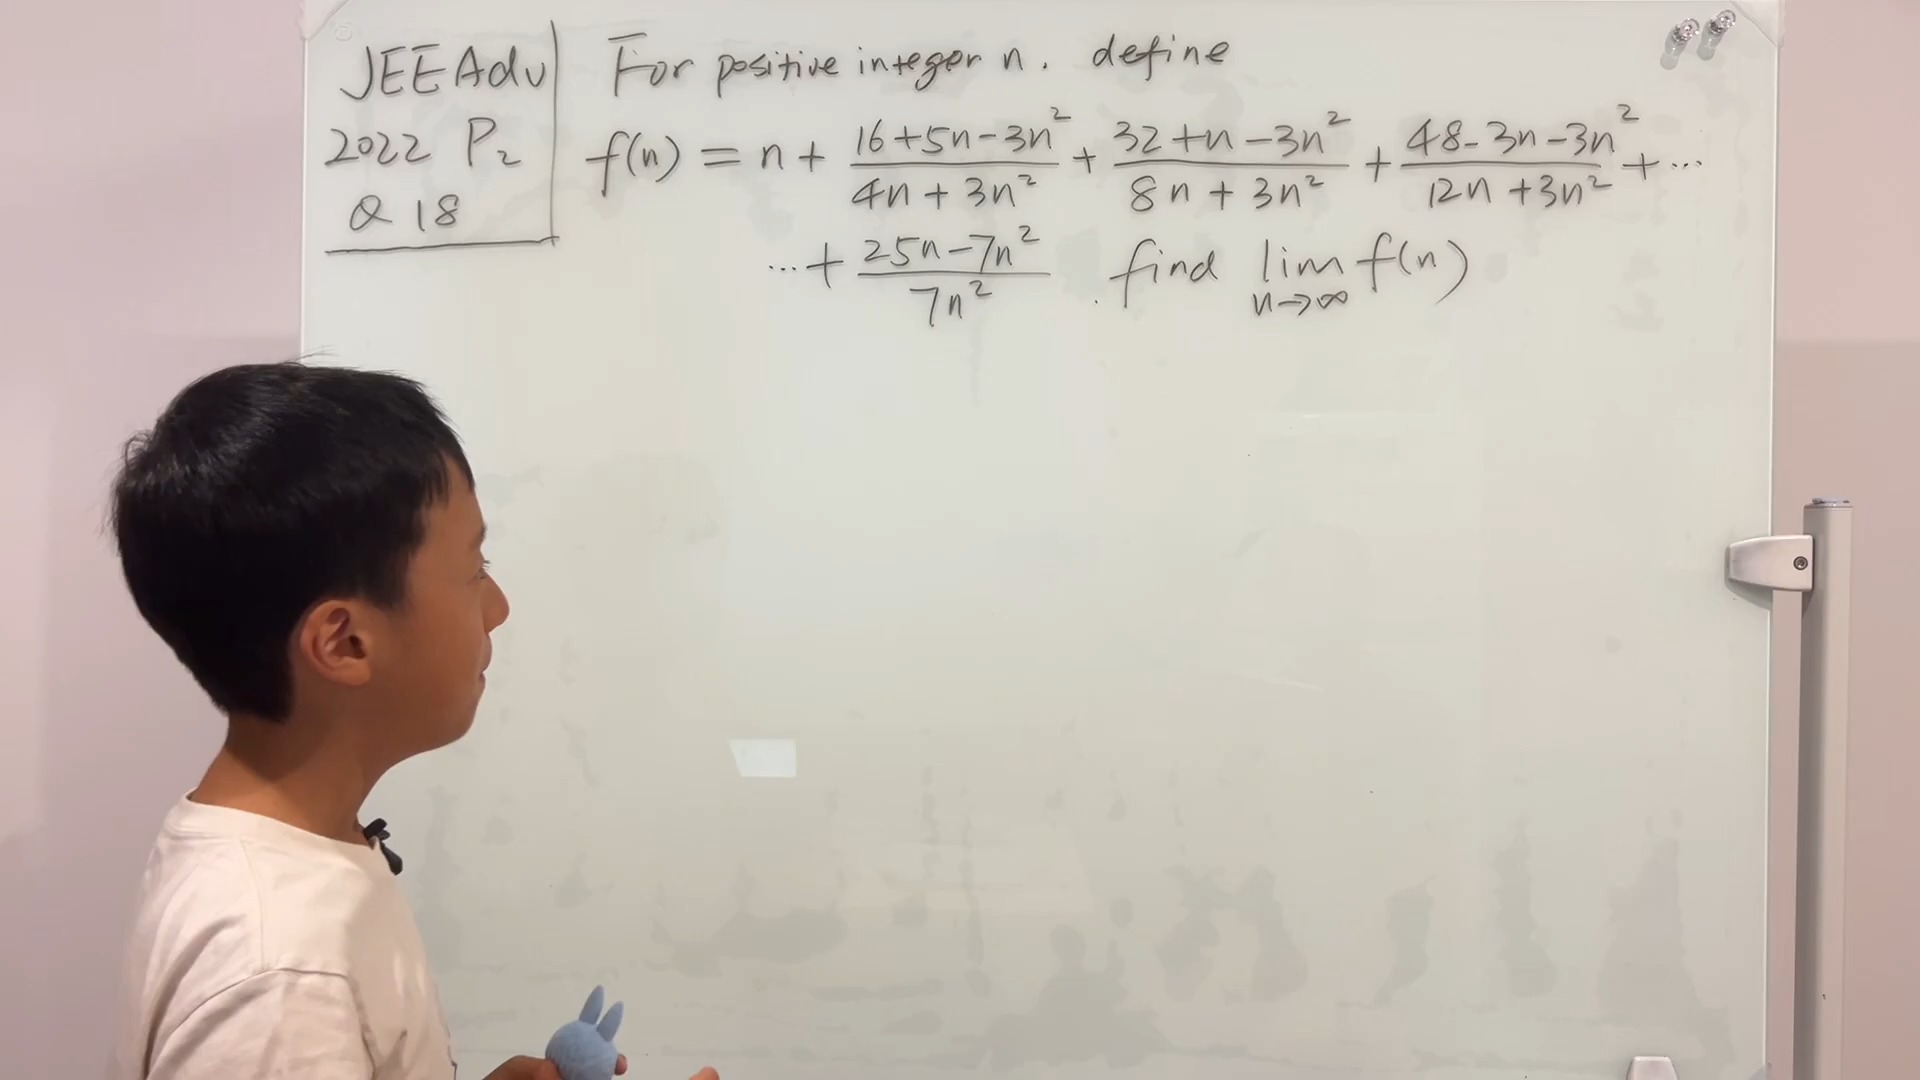 JEE Adv
2022 P₂
Q 18
For positive integer n. define
f(n) = n + (16+5n-3n²)/(4n+3n²) + (32+n-3n²)/(8n+3n²) + (48-3n-3n²)/(12n+3n²) + ...
... + (25n-7n²)/(7n²) . find lim n→∞ f(n)